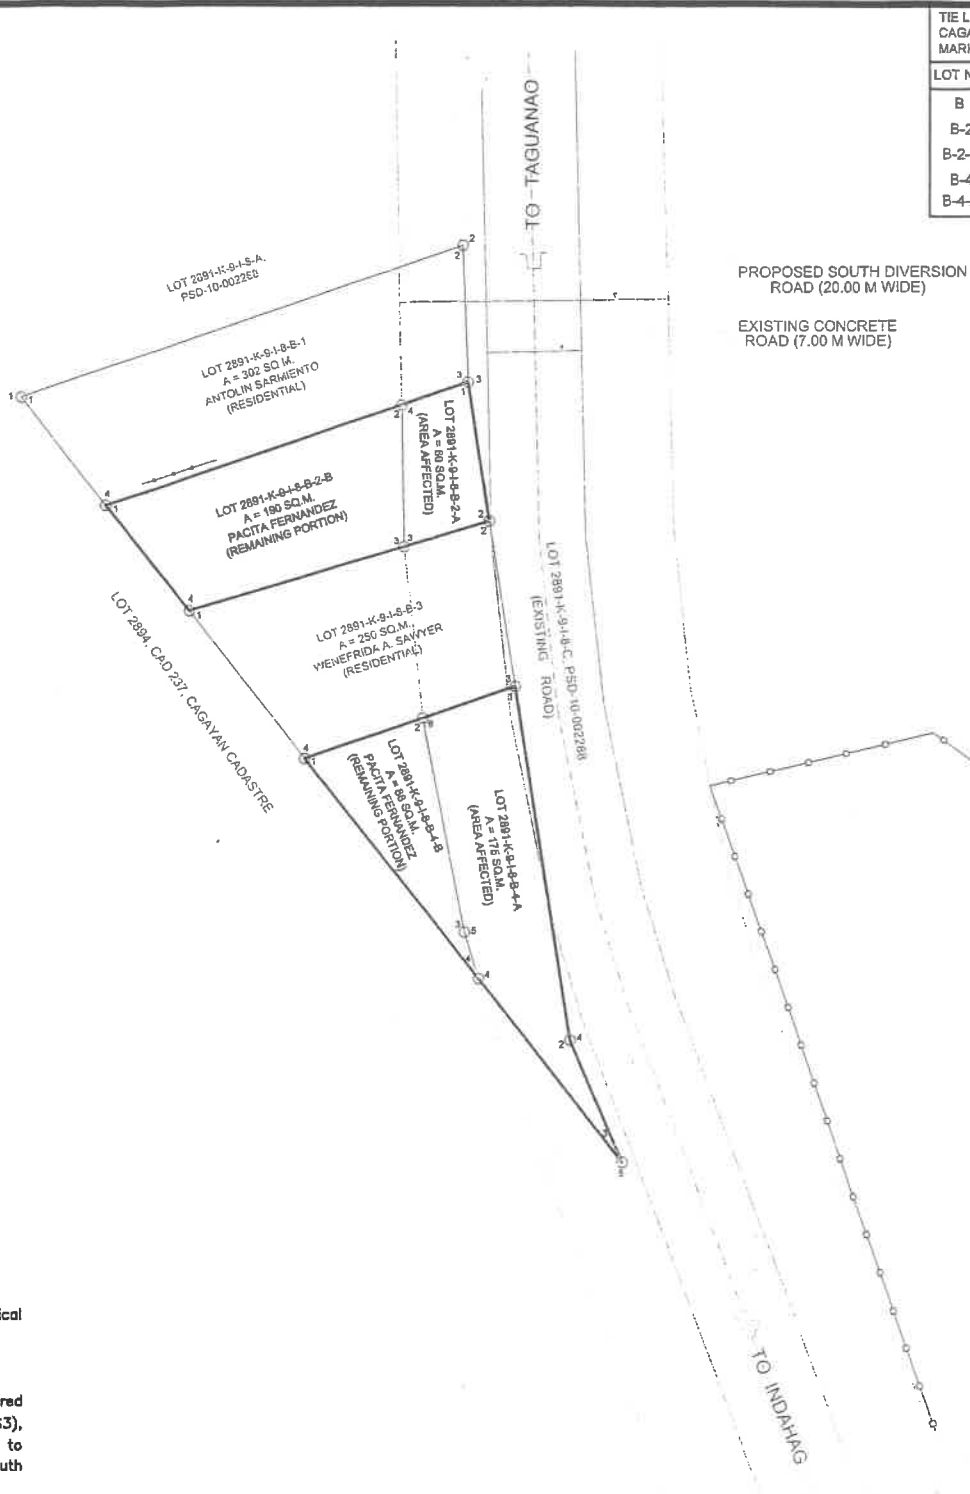 TIE L
CAGA
MARK
LOT N
B
B-2
B-2-
B-4
B-4-
TO TAGUANAO
PROPOSED SOUTH DIVERSION
ROAD (20.00 M WIDE)
EXISTING CONCRETE
ROAD (7.00 M WIDE)
LOT 2891-K-9-I-8-A,
PSD-10-002268
LOT 2891-K-9-I-8-B-1
A = 302 SQ.M.
ANTOLIN SARMIENTO
(RESIDENTIAL)
LOT 2891-K-9-I-8-B-2-A
A = 60 SQ.M.
(AREA AFFECTED)
LOT 2891-K-9-I-8-B-2-B
A = 190 SQ.M.
PACITA FERNANDEZ
(REMAINING PORTION)
LOT 2891-K-9-I-8-B-3
A = 250 SQ.M.
WENEFRIDA A. SAWYER
(RESIDENTIAL)
LOT 2891-K-9-I-8-C, PSD-10-002268
(EXISTING ROAD)
LOT 2894, CAD 237, CAGAYAN CADASTRE
LOT 2891-K-9-I-8-B-4-B
A = 86 SQ.M.
PACITA FERNANDEZ
(REMAINING PORTION)
LOT 2891-K-9-I-8-B-4-A
A = 175 SQ.M.
(AREA AFFECTED)
TO INDAHAG
ical
red
S3),
to
uth